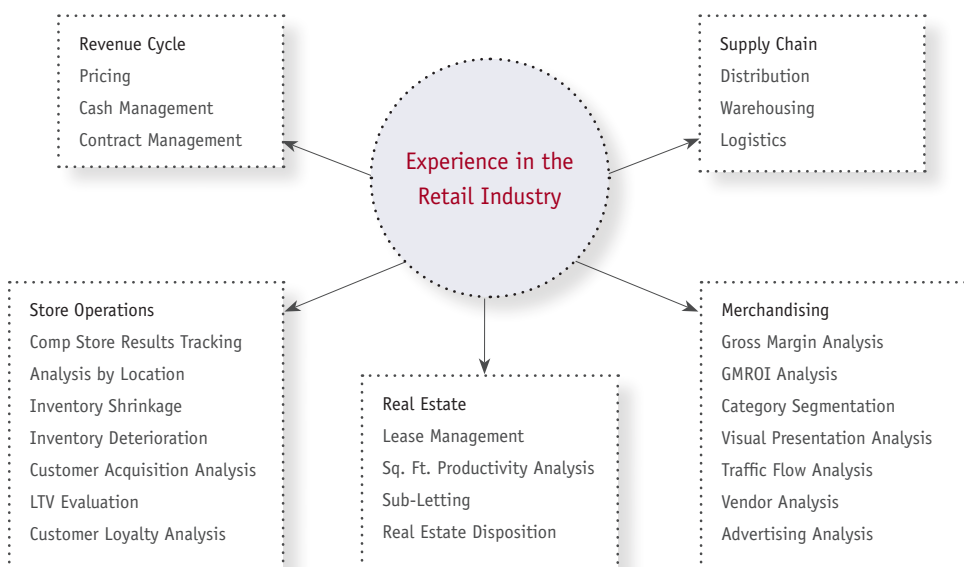 Revenue Cycle
Pricing
Cash Management
Contract Management
Experience in the
Retail Industry
Supply Chain
Distribution
Warehousing
Logistics
Store Operations
Comp Store Results Tracking
Analysis by Location
Inventory Shrinkage
Inventory Deterioration
Customer Acquisition Analysis
LTV Evaluation
Customer Loyalty Analysis
Real Estate
Lease Management
Sq. Ft. Productivity Analysis
Sub-Letting
Real Estate Disposition
Merchandising
Gross Margin Analysis
GMROI Analysis
Category Segmentation
Visual Presentation Analysis
Traffic Flow Analysis
Vendor Analysis
Advertising Analysis